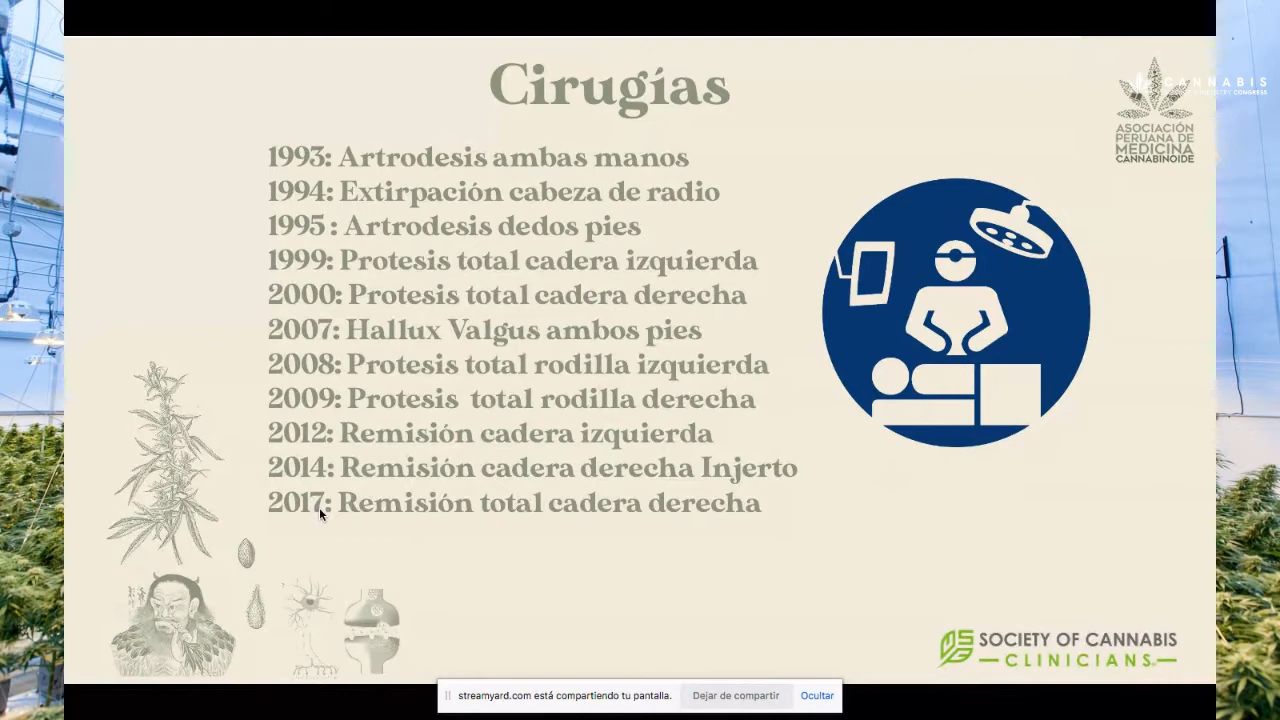 Cirugías
CANNABIS
CONGRESS
ASOCIACIÓN
PERUANA DE
MEDICINA
CANNABINOIDE
1993: Artrodesis ambas manos
1994: Extirpación cabeza de radio
1995 : Artrodesis dedos pies
1999: Protesis total cadera izquierda
2000: Protesis total cadera derecha
2007: Hallux Valgus ambos pies
2008: Protesis total rodilla izquierda
2009: Protesis total rodilla derecha
2012: Remisión cadera izquierda
2014: Remisión cadera derecha Injerto
2017: Remisión total cadera derecha
SOCIETY OF CANNABIS
CLINICIANS
streamyard.com está compartiendo tu pantalla. Dejar de compartir Ocultar